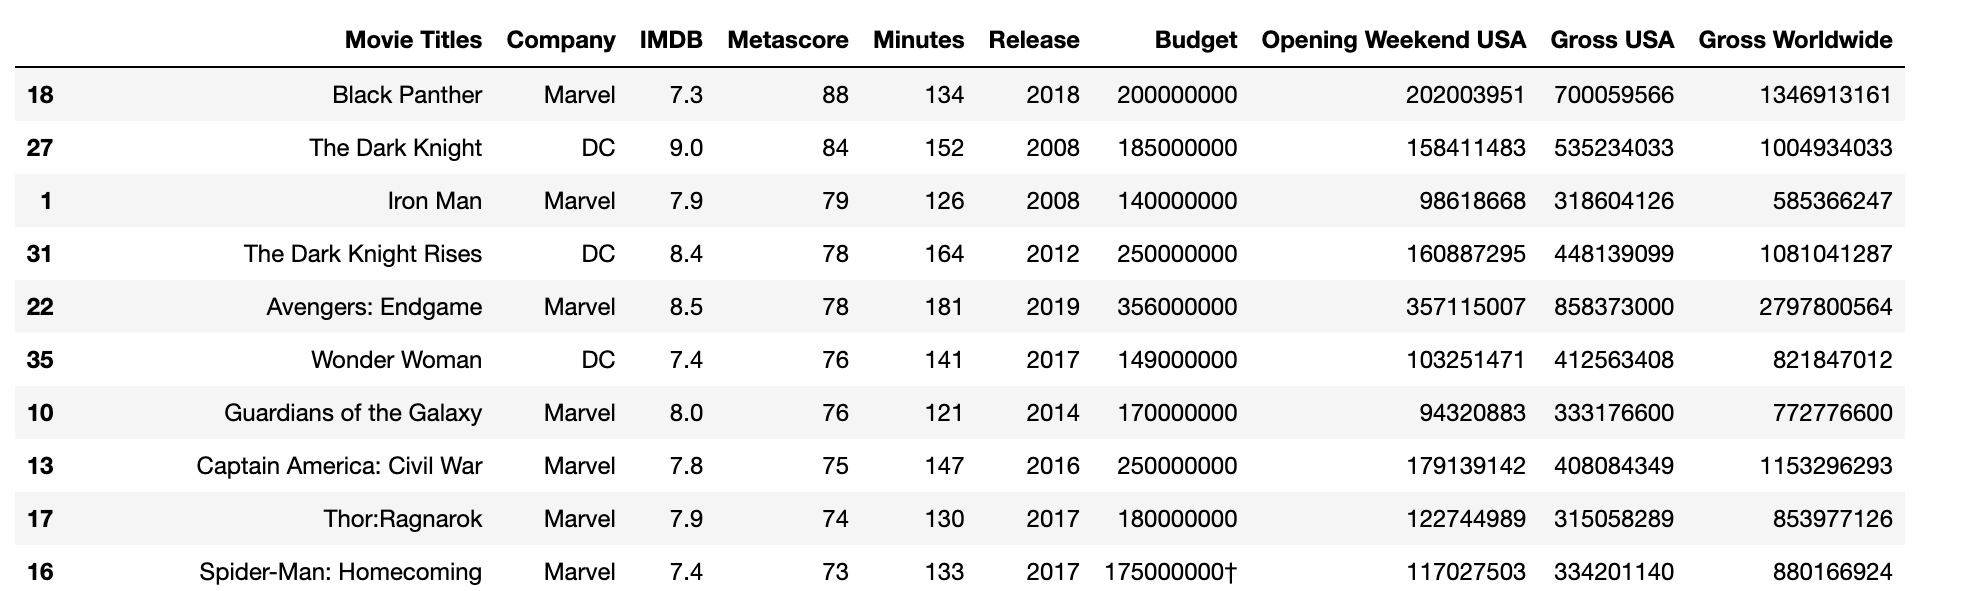 Movie Titles Company IMDB Metascore Minutes Release Budget Opening Weekend USA Gross USA Gross Worldwide
18 Black Panther Marvel 7.3 88 134 2018 200000000 202003951 700059566 1346913161
27 The Dark Knight DC 9.0 84 152 2008 185000000 158411483 535234033 1004934033
1 Iron Man Marvel 7.9 79 126 2008 140000000 98618668 318604126 585366247
31 The Dark Knight Rises DC 8.4 78 164 2012 250000000 160887295 448139099 1081041287
22 Avengers: Endgame Marvel 8.5 78 181 2019 356000000 357115007 858373000 2797800564
35 Wonder Woman DC 7.4 76 141 2017 149000000 103251471 412563408 821847012
10 Guardians of the Galaxy Marvel 8.0 76 121 2014 170000000 94320883 333176600 772776600
13 Captain America: Civil War Marvel 7.8 75 147 2016 250000000 179139142 408084349 1153296293
17 Thor:Ragnarok Marvel 7.9 74 130 2017 180000000 122744989 315058289 853977126
16 Spider-Man: Homecoming Marvel 7.4 73 133 2017 175000000† 117027503 334201140 880166924